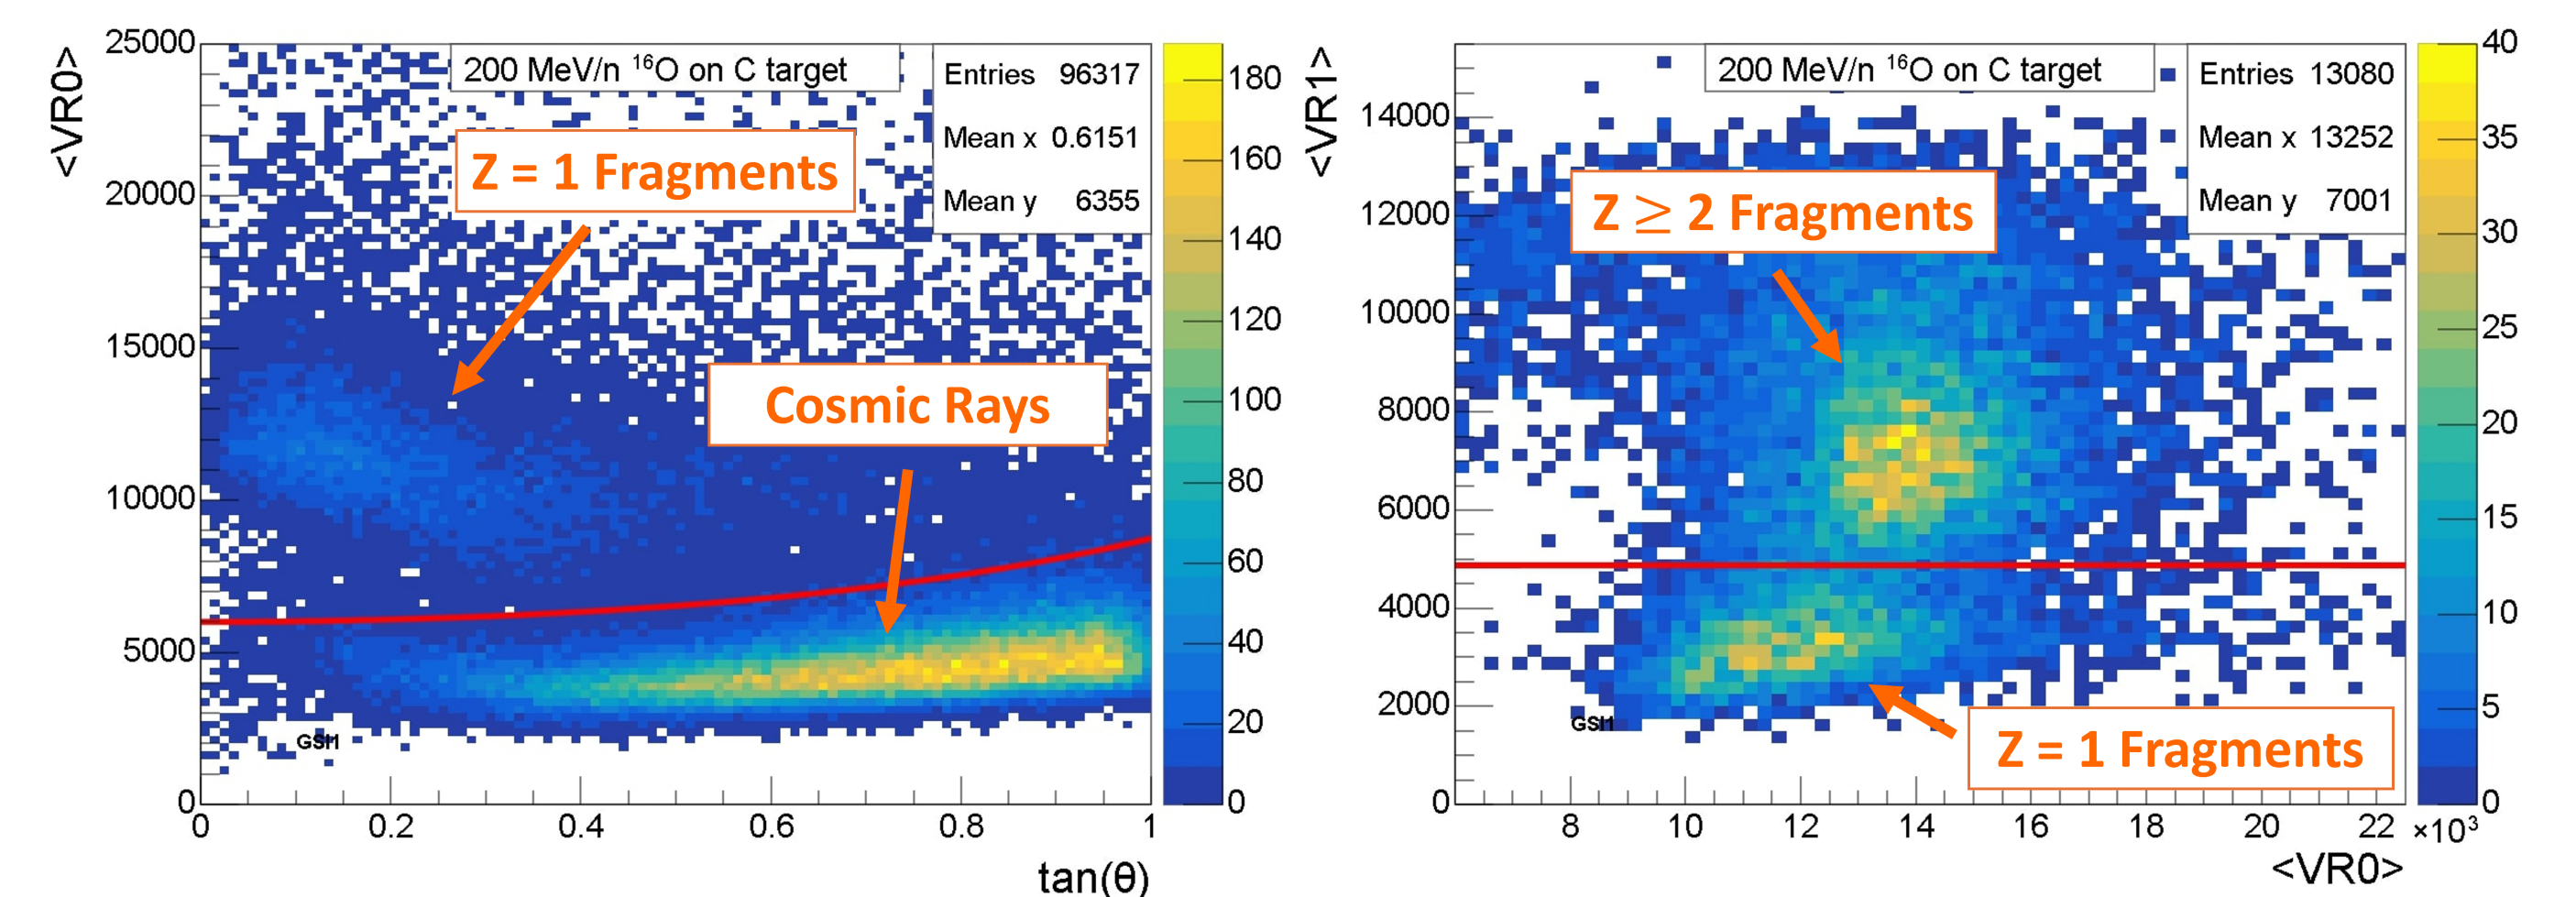 <VR0>
25000
20000
15000
10000
5000
0
200 MeV/n ¹⁶O on C target
Entries 96317
Mean x 0.6151
Mean y 6355
Z = 1 Fragments
Cosmic Rays
GSI1
0 0.2 0.4 0.6 0.8 1
tan(θ)
180
160
140
120
100
80
60
40
20
0
<VR1>
14000
12000
10000
8000
6000
4000
2000
0
200 MeV/n ¹⁶O on C target
Entries 13080
Mean x 13252
Mean y 7001
Z ≥ 2 Fragments
GSI1
Z = 1 Fragments
8 10 12 14 16 18 20 22 ×10³
<VR0>
40
35
30
25
20
15
10
5
0